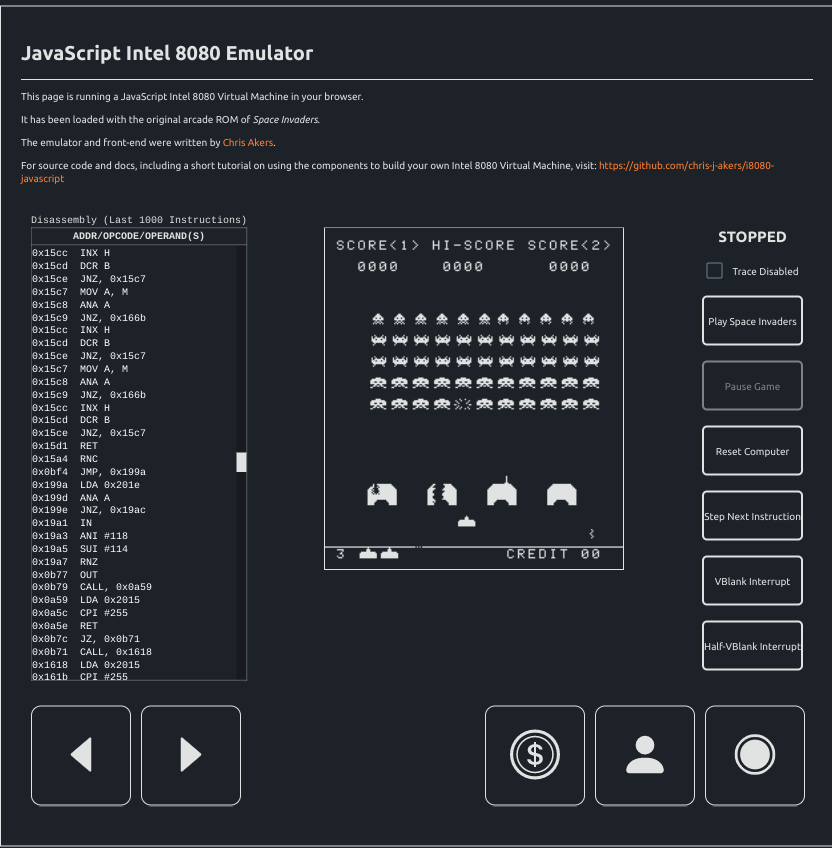 JavaScript Intel 8080 Emulator
This page is running a JavaScript Intel 8080 Virtual Machine in your browser.
It has been loaded with the original arcade ROM of Space Invaders.
The emulator and front-end were written by Chris Akers.
For source code and docs, including a short tutorial on using the components to build your own Intel 8080 Virtual Machine, visit: https://github.com/chris-j-akers/i8080-
javascript
Disassembly (Last 1000 Instructions)
ADDR/OPCODE/OPERAND(S)
0x15cc INX H
0x15cd DCR B
0x15ce JNZ, 0x15c7
0x15c7 MOV A, M
0x15c8 ANA A
0x15c9 JNZ, 0x166b
0x15cc INX H
0x15cd DCR B
0x15ce JNZ, 0x15c7
0x15c7 MOV A, M
0x15c8 ANA A
0x15c9 JNZ, 0x166b
0x15cc INX H
0x15cd DCR B
0x15ce JNZ, 0x15c7
0x15d1 RET
0x15a4 RNC
0x0bf4 JMP, 0x199a
0x199a LDA 0x201e
0x199d ANA A
0x199e JNZ, 0x19ac
0x19a1 IN
0x19a3 ANI #118
0x19a5 SUI #114
0x19a7 RNZ
0x0b77 OUT
0x0b79 CALL, 0x0a59
0x0a59 LDA 0x2015
0x0a5c CPI #255
0x0a5e RET
0x0b7c JZ, 0x0b71
0x0b71 CALL, 0x1618
0x1618 LDA 0x2015
0x161b CPI #255
SCORE<1> HI-SCORE SCORE<2>
0000 0000 0000
3 CREDIT 00
STOPPED
Trace Disabled
Play Space Invaders
Pause Game
Reset Computer
Step Next Instruction
VBlank Interrupt
Half-VBlank Interrupt
$